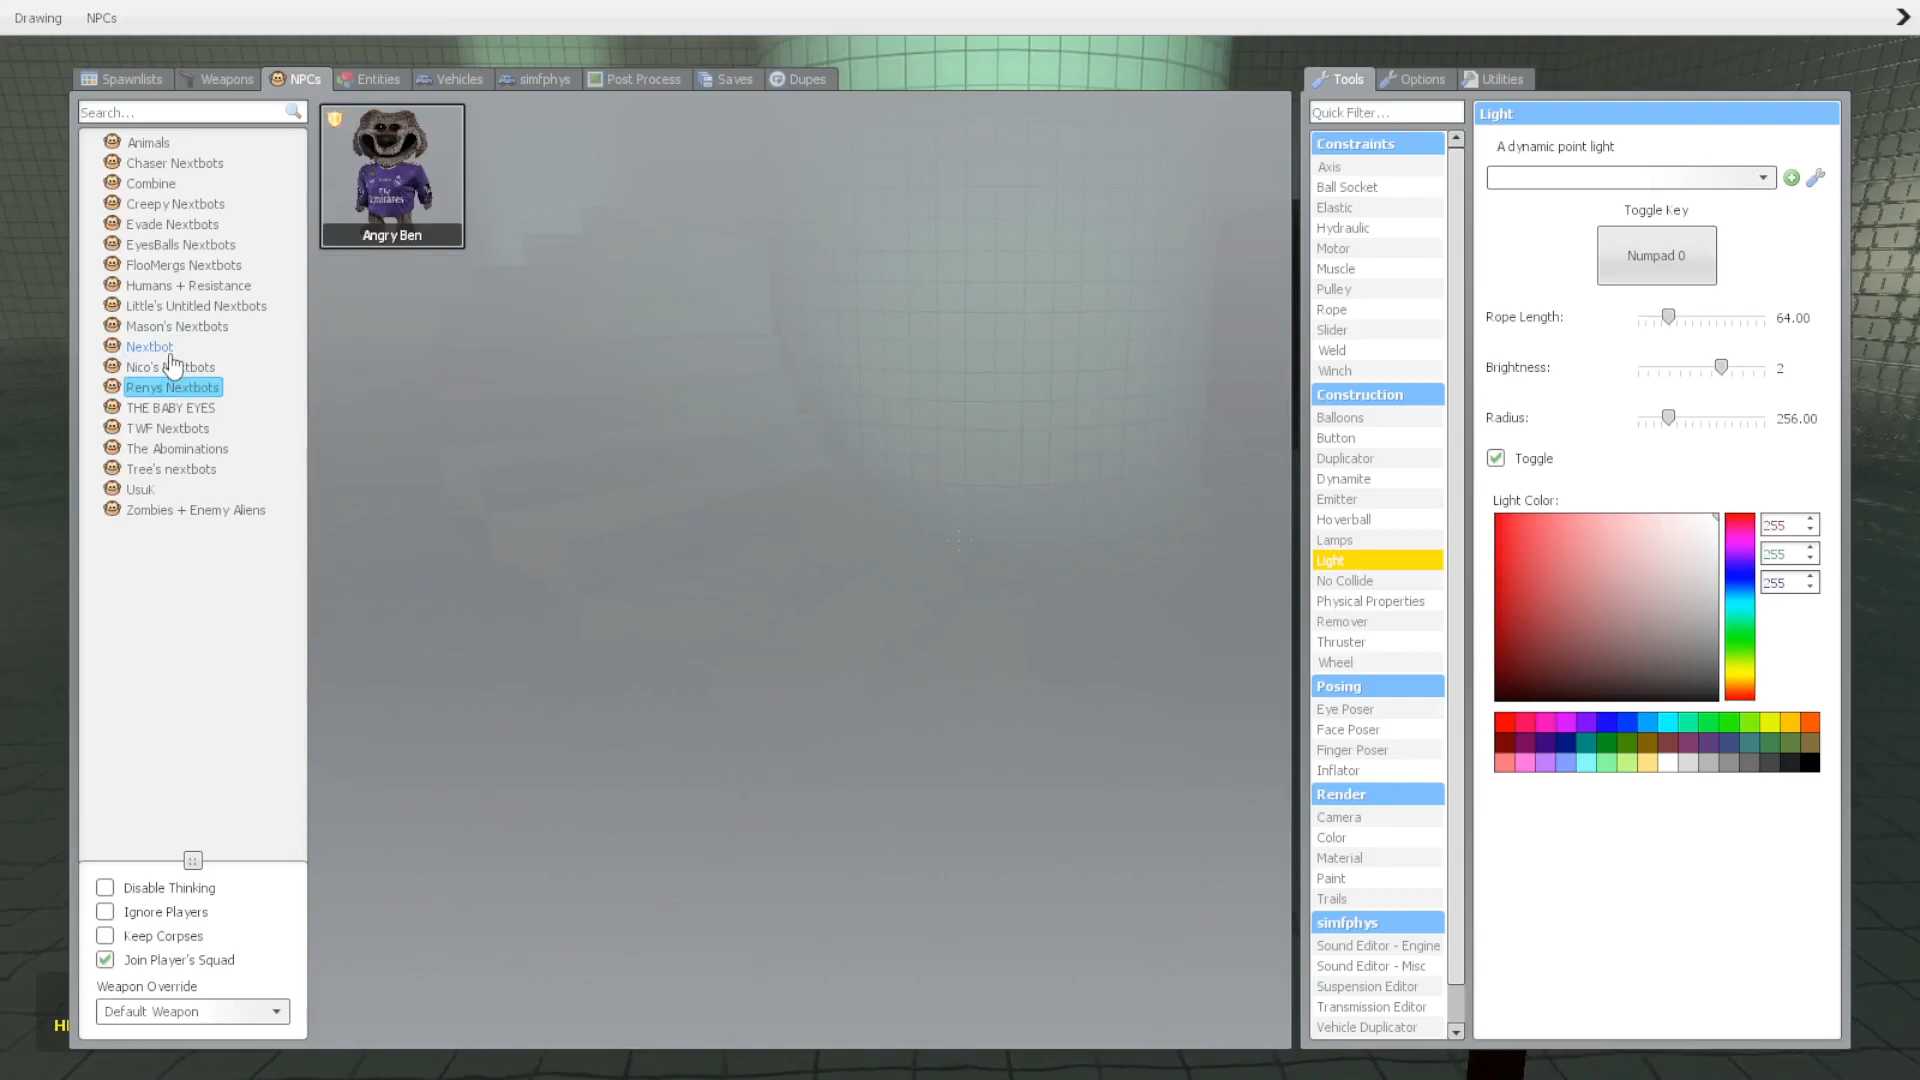 Drawing NPCs
Spawnlists Weapons NPCs Entities Vehicles simfphys Post Process Saves Dupes
Search...
Animals
Chaser Nextbots
Combine
Creepy Nextbots
Evade Nextbots
EyesBalls Nextbots
FlooMergs Nextbots
Humans + Resistance
Little's Untitled Nextbots
Mason's Nextbots
Nextbot
Renys Nextbots
THE BABY EYES
TWF Nextbots
The Abominations
Tree's nextbots
UsuK
Zombies + Enemy Aliens
Disable Thinking
Ignore Players
Keep Corpses
Join Player's Squad
Weapon Override
Default Weapon
Fly
Emirates
Angry Ben
Tools Options Utilities
Quick Filter...
Constraints
Axis
Ball Socket
Elastic
Hydraulic
Motor
Muscle
Pulley
Rope
Slider
Weld
Winch
Construction
Balloons
Button
Duplicator
Dynamite
Emitter
Hoverball
Lamps
Light
No Collide
Physical Properties
Remover
Thruster
Wheel
Posing
Eye Poser
Face Poser
Finger Poser
Inflator
Render
Camera
Color
Material
Paint
Trails
simfphys
Sound Editor - Engine
Sound Editor - Misc
Suspension Editor
Transmission Editor
Vehicle Duplicator
Light
A dynamic point light
Toggle Key
Numpad 0
Rope Length: 64.00
Brightness: 2
Radius: 256.00
Toggle
Light Color:
255
255
255